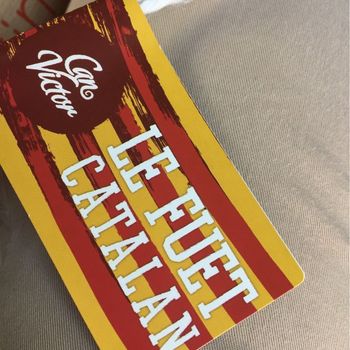 Can
Victor
LE FUET
CATALAN